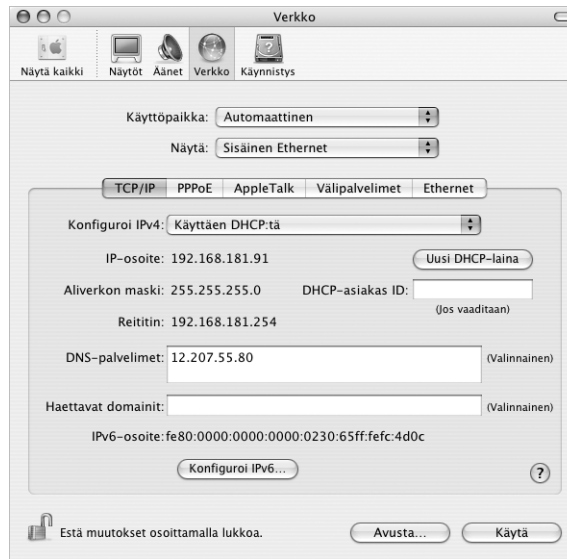 Verkko
Näytä kaikki Näytöt Äänet Verkko Käynnistys
Käyttöpaikka: Automaattinen
Näytä: Sisäinen Ethernet
TCP/IP PPPoE AppleTalk Välipalvelimet Ethernet
Konfiguroi IPv4: Käyttäen DHCP:tä
IP-osoite: 192.168.181.91 Uusi DHCP-laina
Aliverkon maski: 255.255.255.0 DHCP-asiakas ID:
(Jos vaaditaan)
Reititin: 192.168.181.254
DNS-palvelimet: 12.207.55.80 (Valinnainen)
Haettavat domainit: (Valinnainen)
IPv6-osoite: fe80:0000:0000:0000:0230:65ff:fefc:4d0c
Konfiguroi IPv6... ?
Estä muutokset osoittamalla lukkoa. Avusta... Käytä